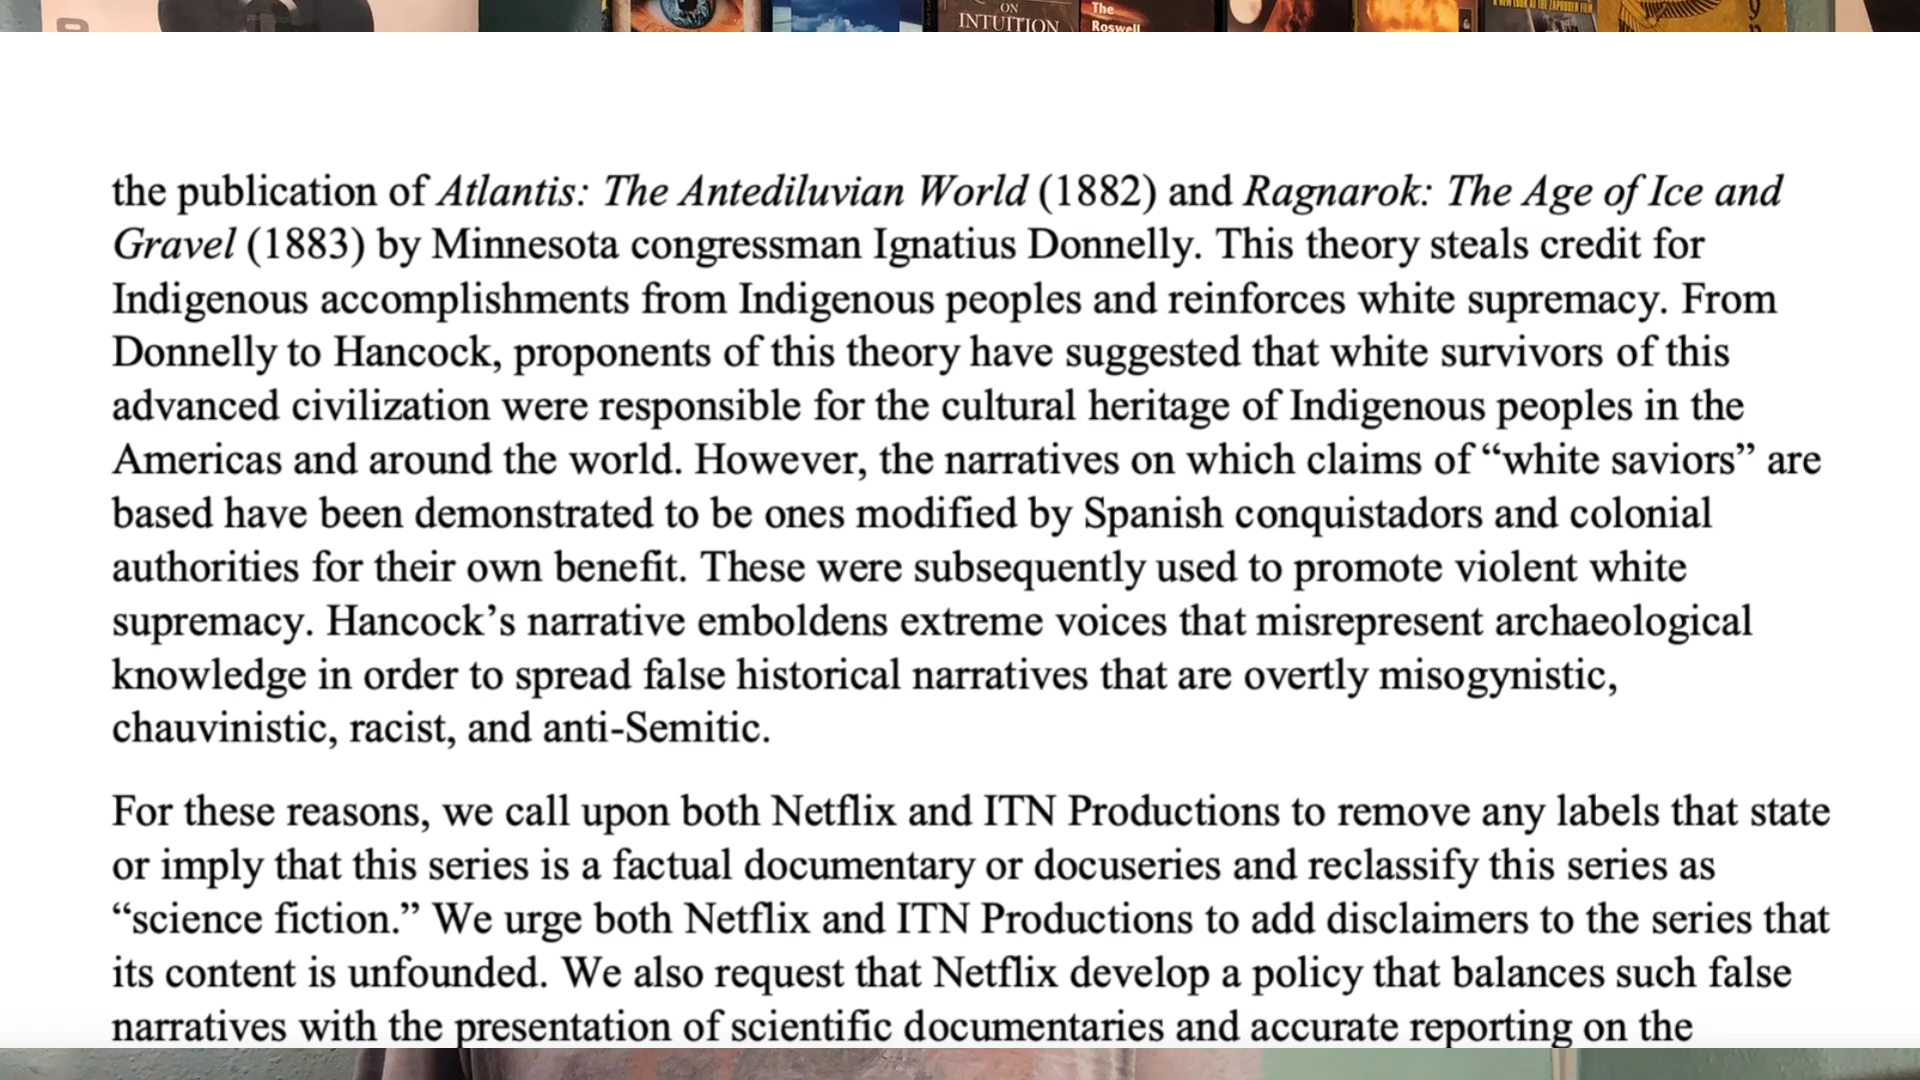 ON
INTUITION
The
Roswell
A NEW LOOK AT THE ZAPRUDER FILM
the publication of Atlantis: The Antediluvian World (1882) and Ragnarok: The Age of Ice and
Gravel (1883) by Minnesota congressman Ignatius Donnelly. This theory steals credit for
Indigenous accomplishments from Indigenous peoples and reinforces white supremacy. From
Donnelly to Hancock, proponents of this theory have suggested that white survivors of this
advanced civilization were responsible for the cultural heritage of Indigenous peoples in the
Americas and around the world. However, the narratives on which claims of “white saviors” are
based have been demonstrated to be ones modified by Spanish conquistadors and colonial
authorities for their own benefit. These were subsequently used to promote violent white
supremacy. Hancock’s narrative emboldens extreme voices that misrepresent archaeological
knowledge in order to spread false historical narratives that are overtly misogynistic,
chauvinistic, racist, and anti-Semitic.
For these reasons, we call upon both Netflix and ITN Productions to remove any labels that state
or imply that this series is a factual documentary or docuseries and reclassify this series as
“science fiction.” We urge both Netflix and ITN Productions to add disclaimers to the series that
its content is unfounded. We also request that Netflix develop a policy that balances such false
narratives with the presentation of scientific documentaries and accurate reporting on the